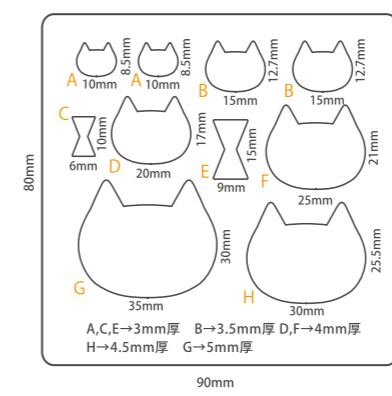 8.5mm
8.5mm
12.7mm
12.7mm
A 10mm
A 10mm
B 15mm
B 15mm
C 10mm
6mm
D 17mm
20mm
E 15mm
9mm
F 21mm
25mm
80mm
G 30mm
35mm
H 25.5mm
30mm
A,C,E→3mm厚 B→3.5mm厚 D,F→4mm厚
H→4.5mm厚 G→5mm厚
90mm